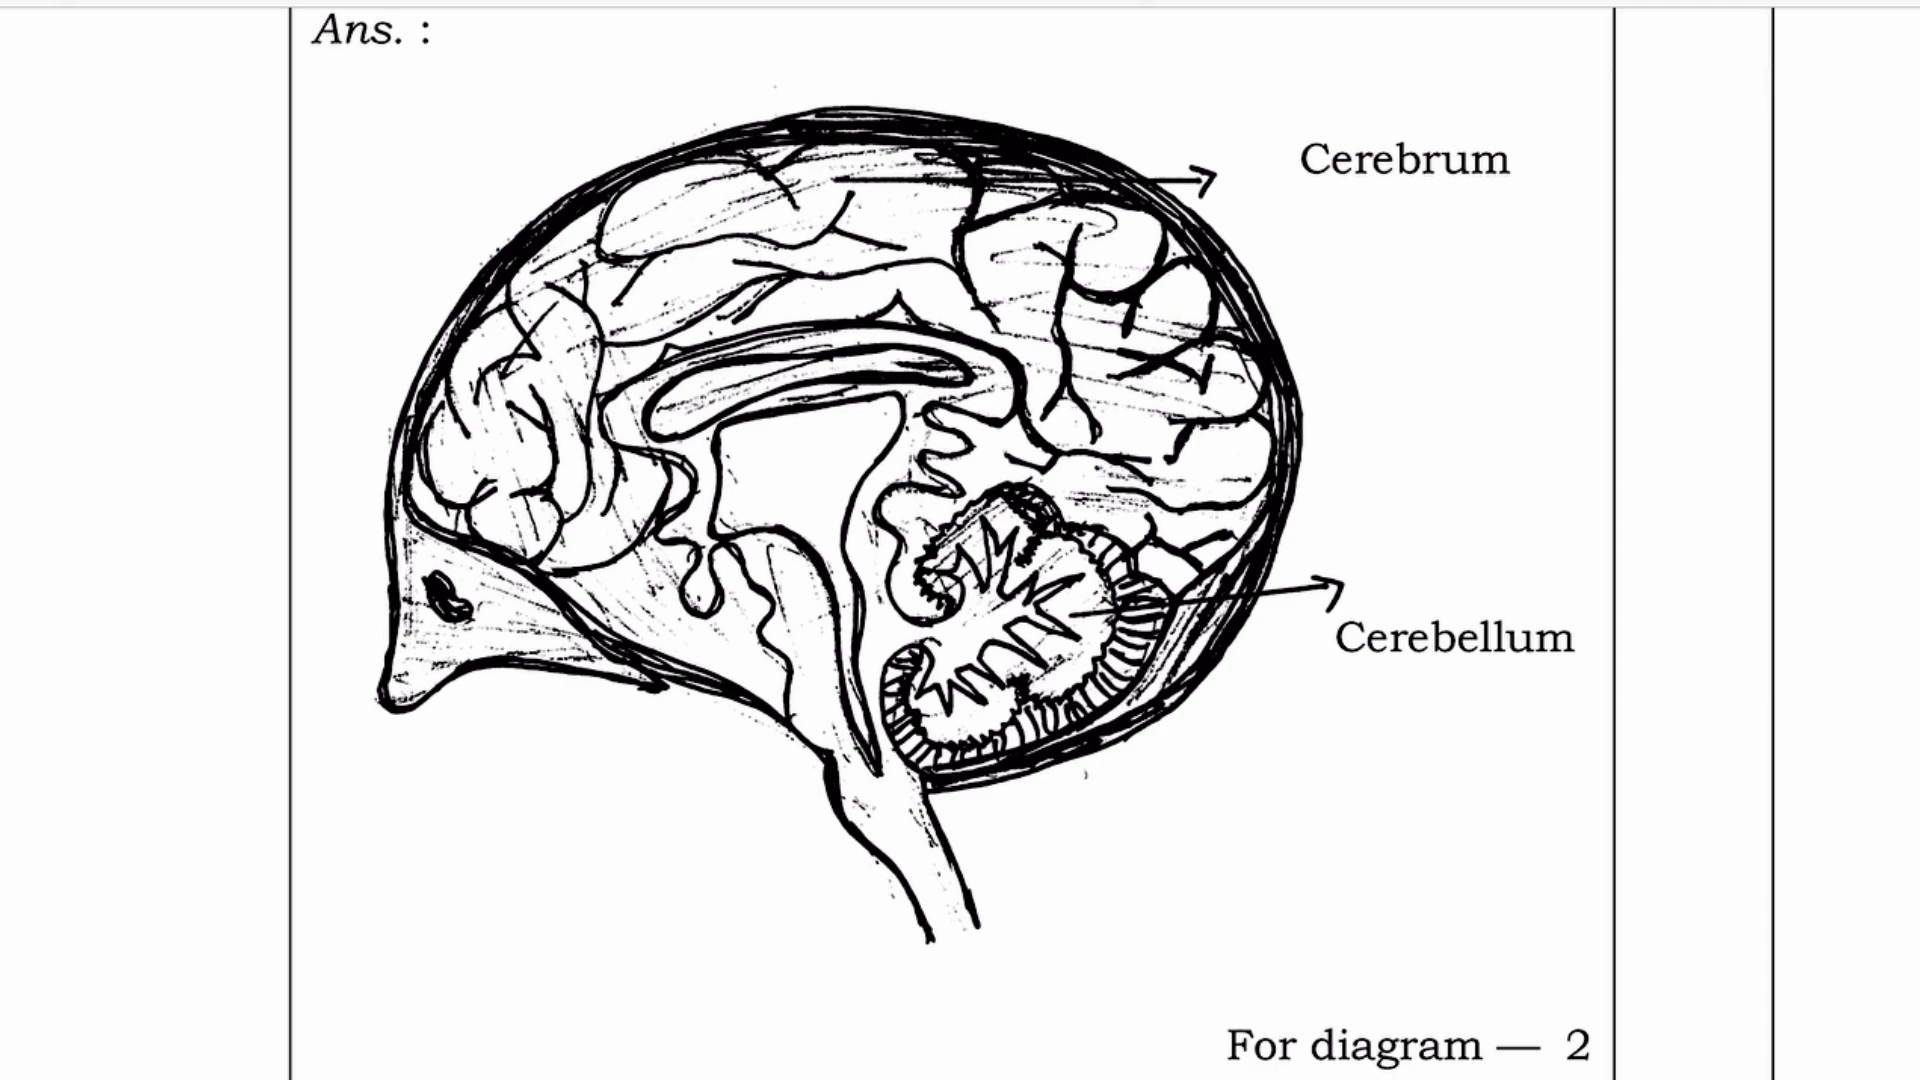 Ans. :
Cerebrum
Cerebellum
For diagram — 2